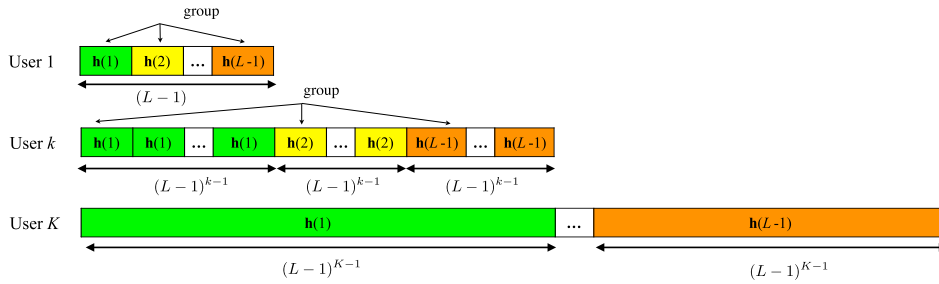 group
User 1 h(1) h(2) ... h(L-1)
(L − 1)
group
User k h(1) h(1) ... h(1) h(2) ... h(2) h(L-1) ... h(L-1)
(L − 1)^{k−1} (L − 1)^{k−1} (L − 1)^{k−1}
User K h(1) ... h(L-1)
(L − 1)^{K−1} (L − 1)^{K−1}